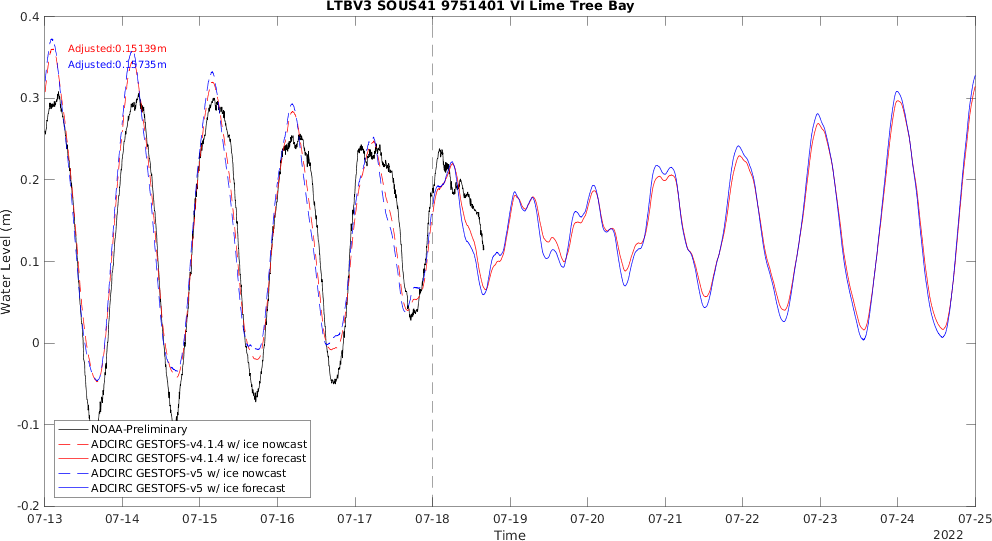 LTBV3 SOUS41 9751401 VI Lime Tree Bay
Adjusted:0.15139m
Adjusted:0.15735m
Water Level (m)
0.4
0.3
0.2
0.1
0
-0.1
-0.2
NOAA-Preliminary
ADCIRC GESTOFS-v4.1.4 w/ ice nowcast
ADCIRC GESTOFS-v4.1.4 w/ ice forecast
ADCIRC GESTOFS-v5 w/ ice nowcast
ADCIRC GESTOFS-v5 w/ ice forecast
07-13 07-14 07-15 07-16 07-17 07-18 07-19 07-20 07-21 07-22 07-23 07-24 07-25
Time
2022